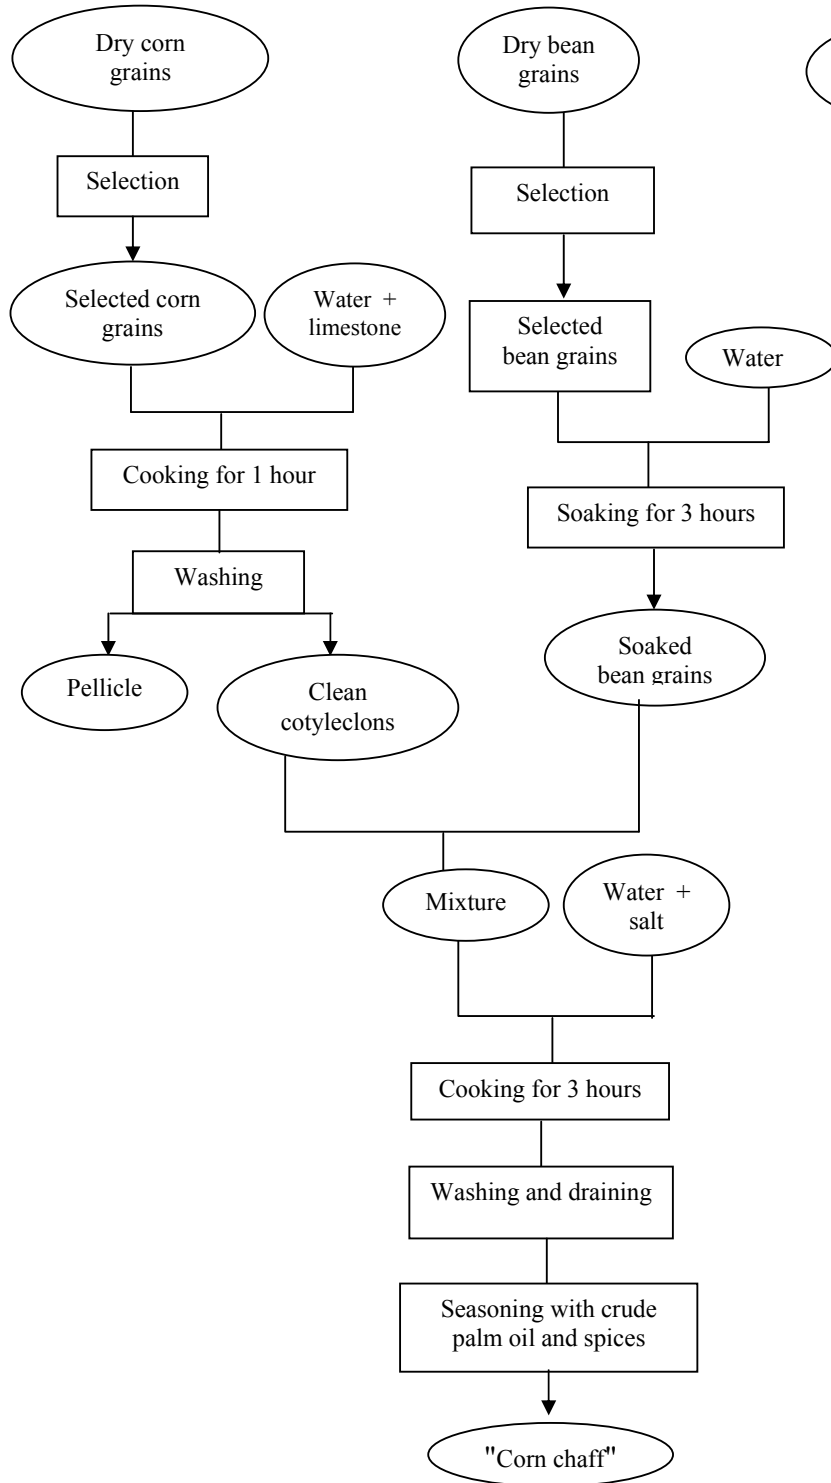 Dry corn
grains
Dry bean
grains
Selection
Selection
Selected corn
grains
Water +
limestone
Selected
bean grains
Water
Cooking for 1 hour
Soaking for 3 hours
Washing
Pellicle
Clean
cotyleclons
Soaked
bean grains
Mixture
Water +
salt
Cooking for 3 hours
Washing and draining
Seasoning with crude
palm oil and spices
"Corn chaff"